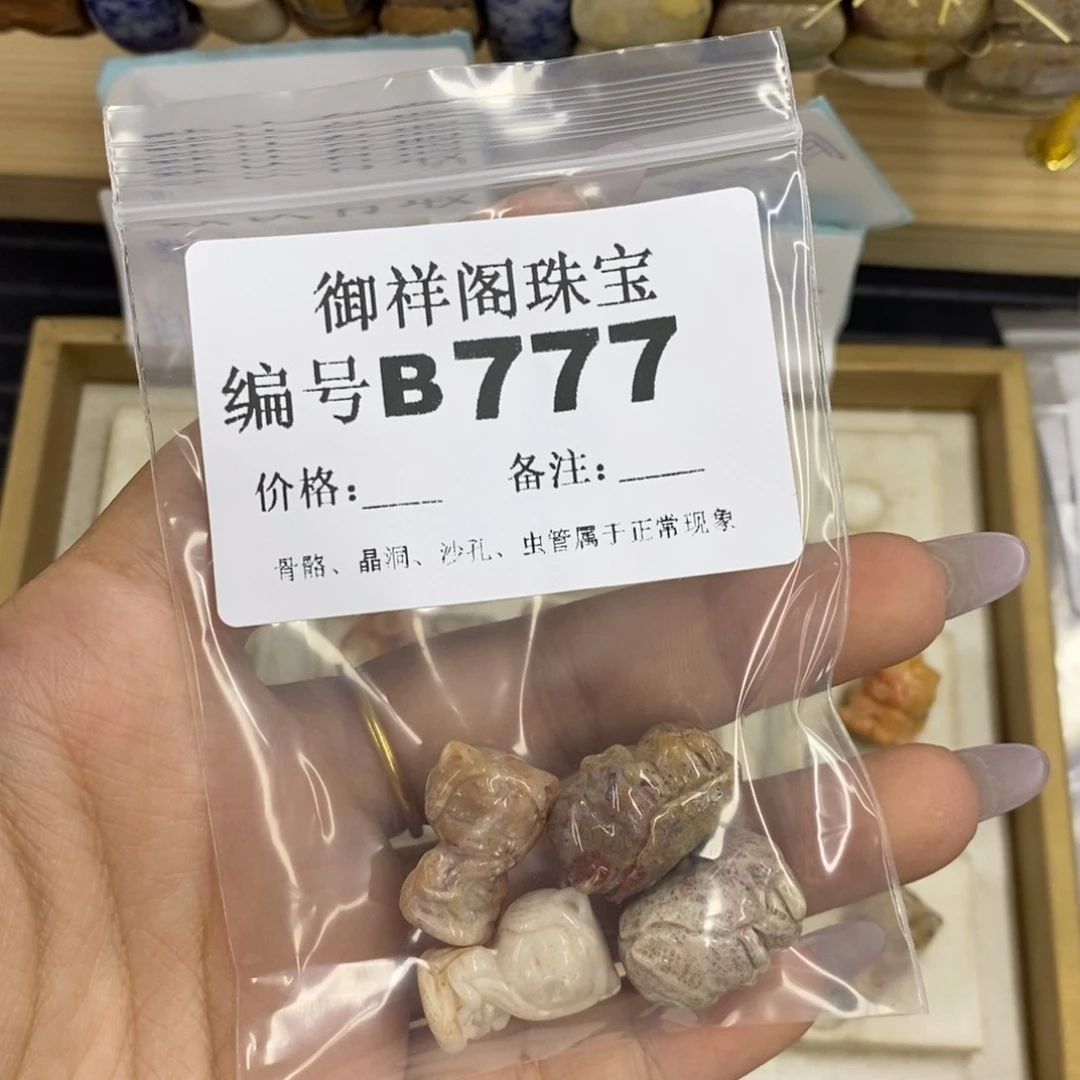 御祥阁珠宝
编号B777
价格:___ 备注:____
骨骼、晶洞、沙孔、虫管属于正常现象